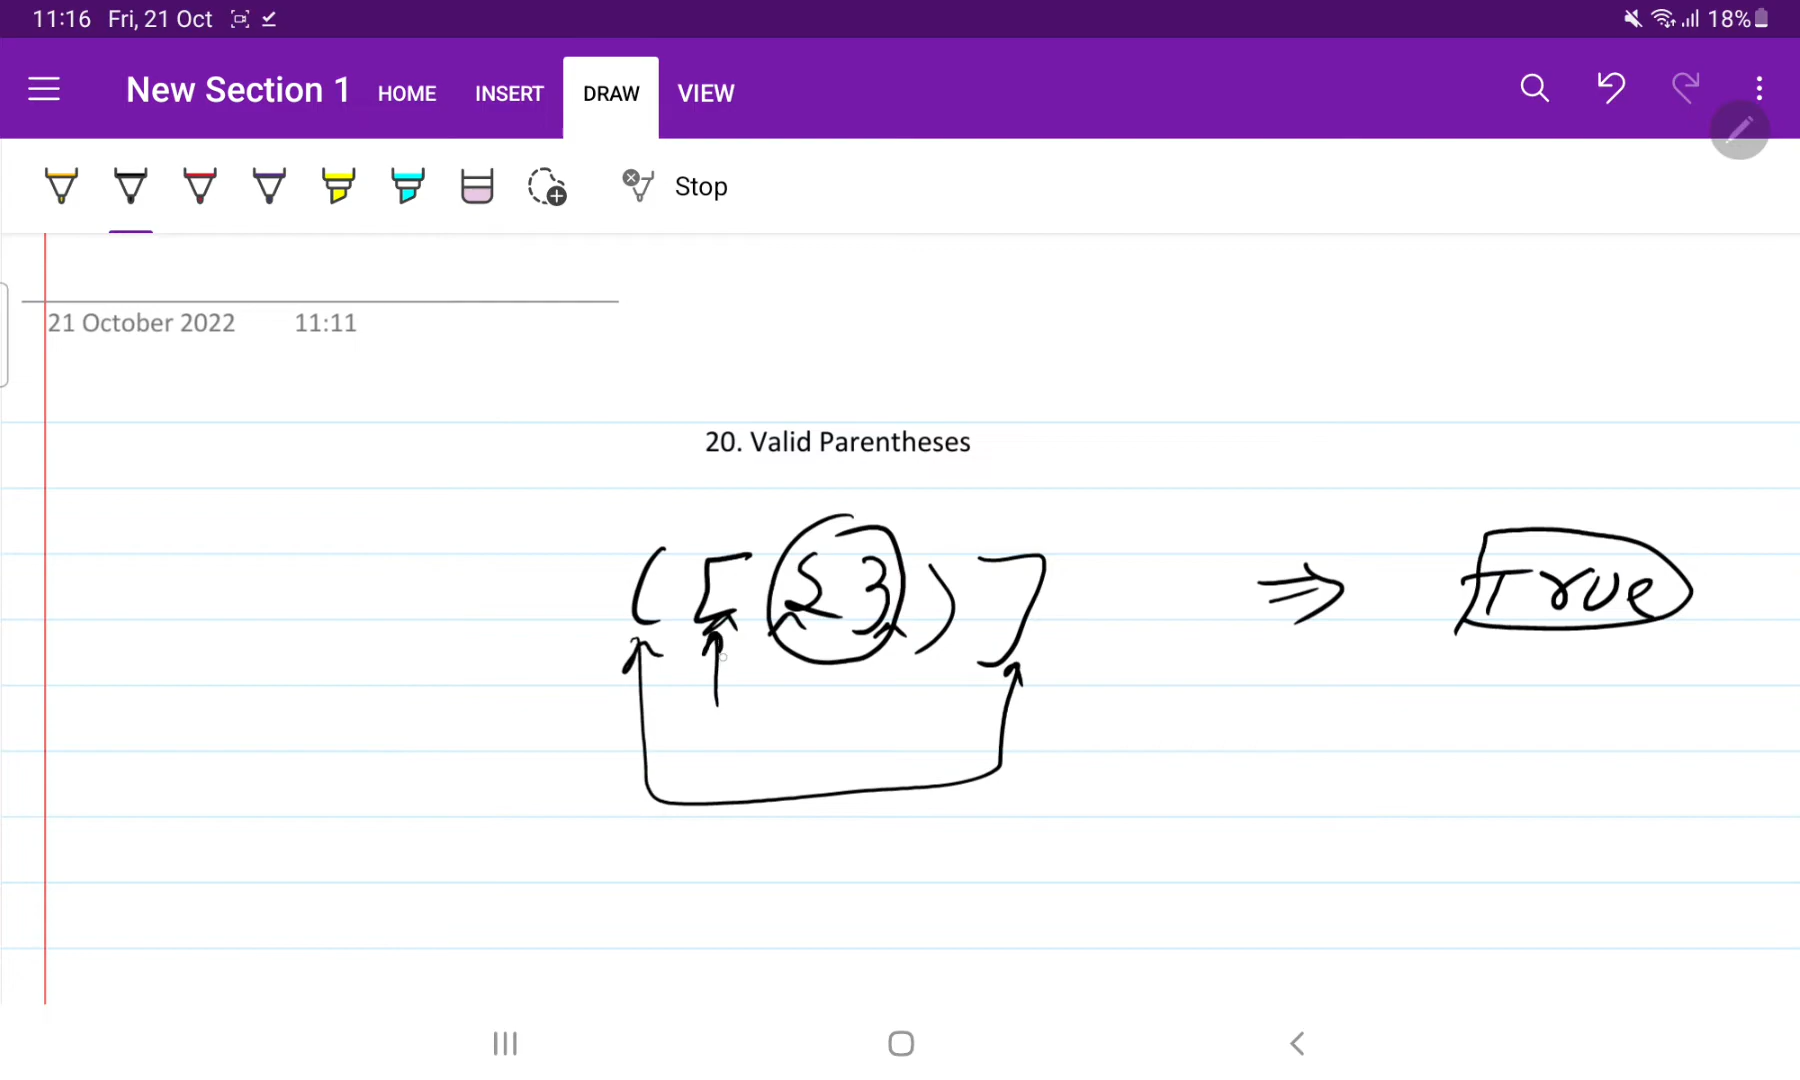 11:16 Fri, 21 Oct 18%
New Section 1 HOME INSERT DRAW VIEW
Stop
21 October 2022 11:11
20. Valid Parentheses
( [ { } ) ] ⇒ True